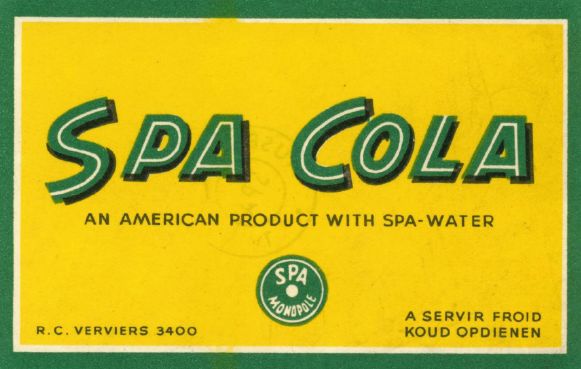 SPA COLA
AN AMERICAN PRODUCT WITH SPA-WATER
SPA
MONOPOLE
R.C. VERVIERS 3400
A SERVIR FROID
KOUD OPDIENEN